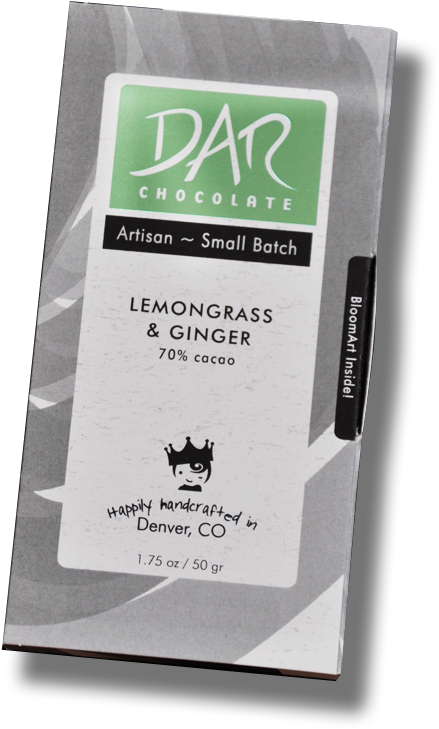 DAR
CHOCOLATE
Artisan ~ Small Batch
LEMONGRASS
& GINGER
70% cacao
BloomArt Inside!
Happily handcrafted in
Denver, CO
1.75 oz / 50 gr